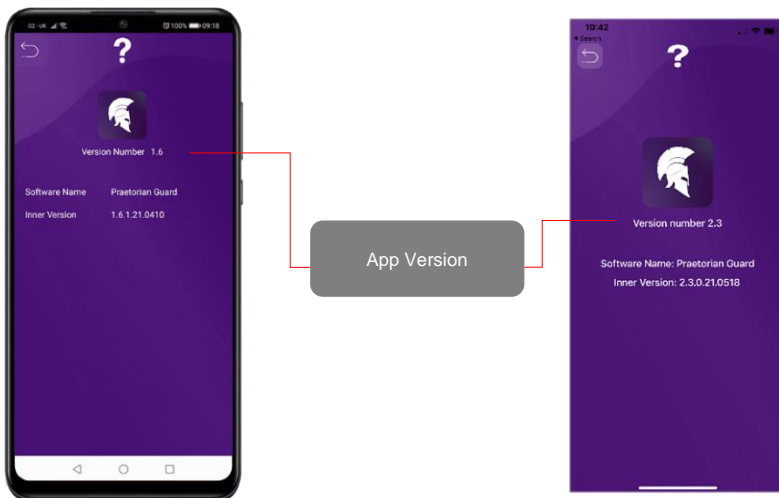 02-UK 100% 09:18
?
Version Number 1.6
Software Name Praetorian Guard
Inner Version 1.6.1.21.0410
App Version
19:42
Search
?
Version number 2.3
Software Name: Praetorian Guard
Inner Version: 2.3.0.21.0518